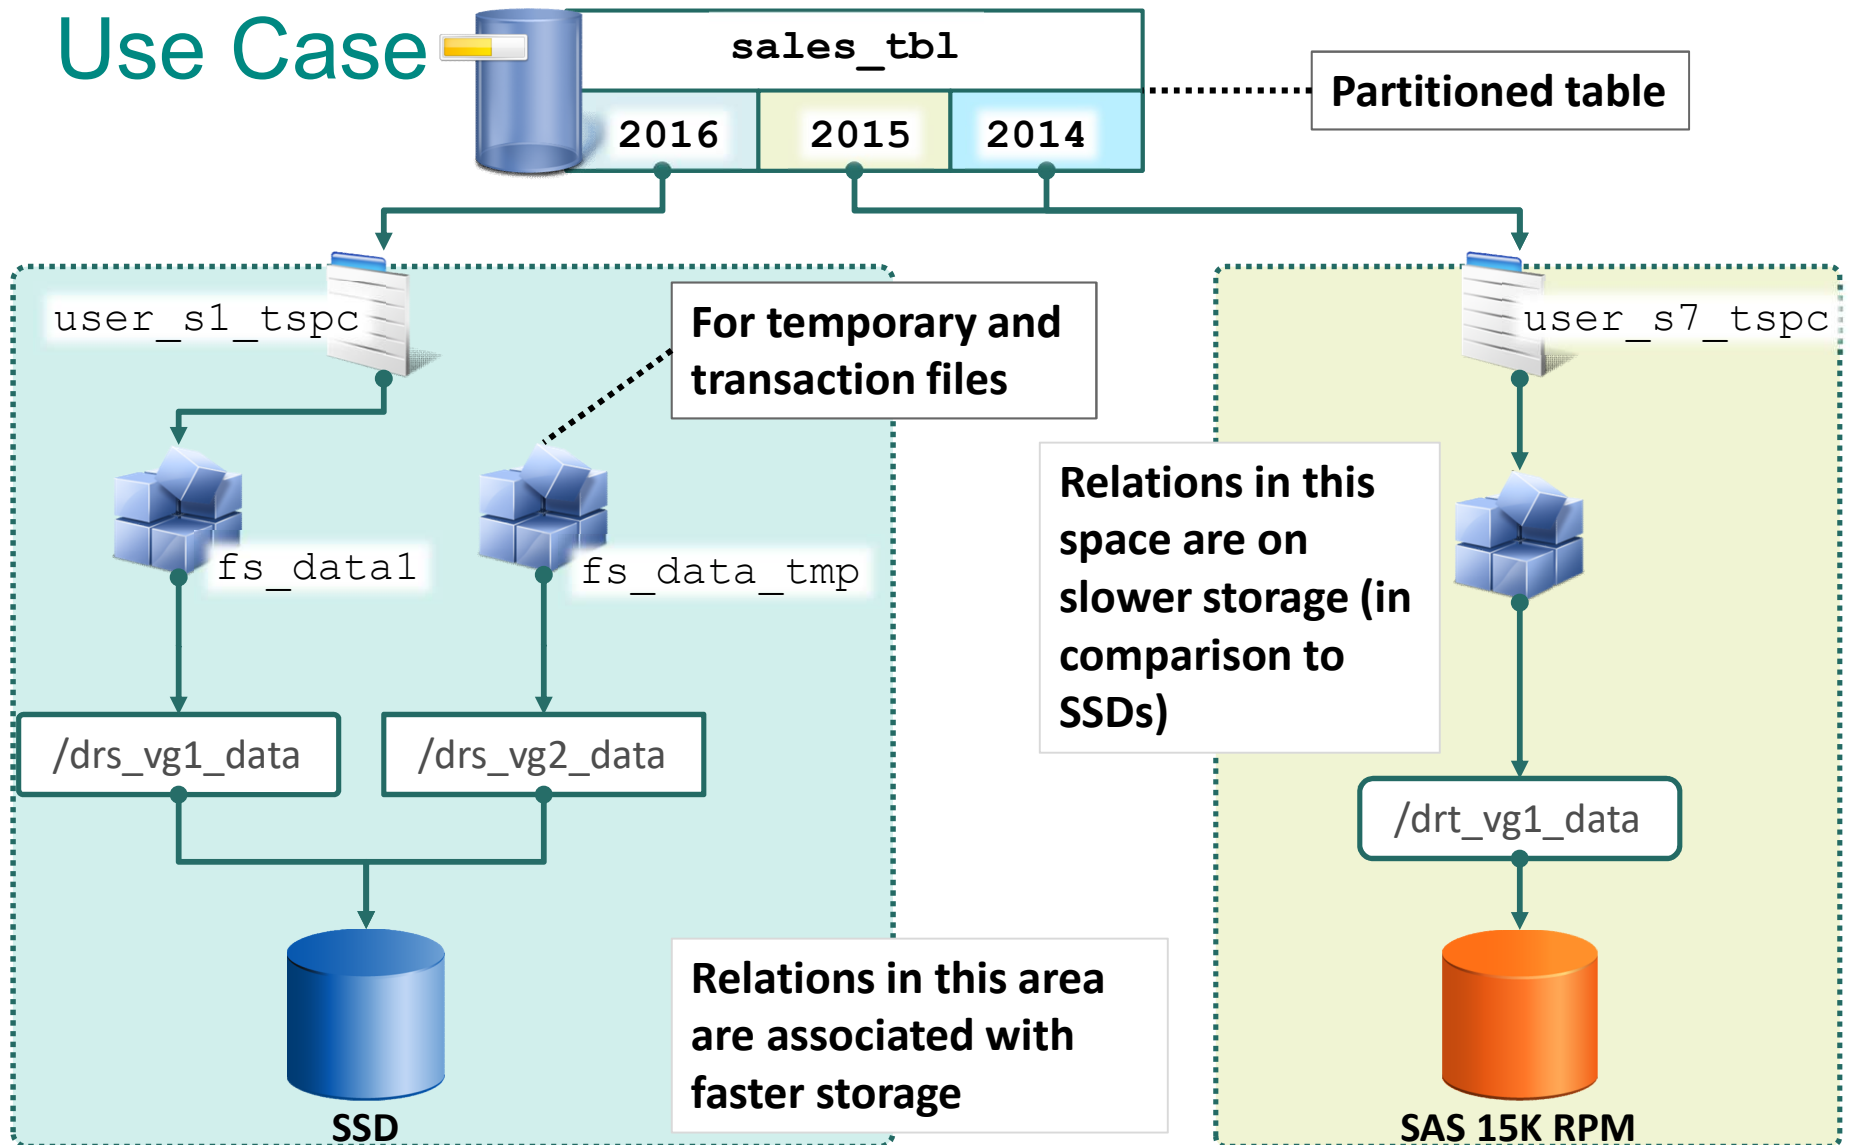 Use Case
sales_tbl
2016
2015
2014
Partitioned table
user_s1_tspc
For temporary and
transaction files
user_s7_tspc
fs_data1
fs_data_tmp
Relations in this
space are on
slower storage (in
comparison to
SSDs)
/drs_vg1_data
/drs_vg2_data
/drt_vg1_data
Relations in this area
are associated with
faster storage
SSD
SAS 15K RPM